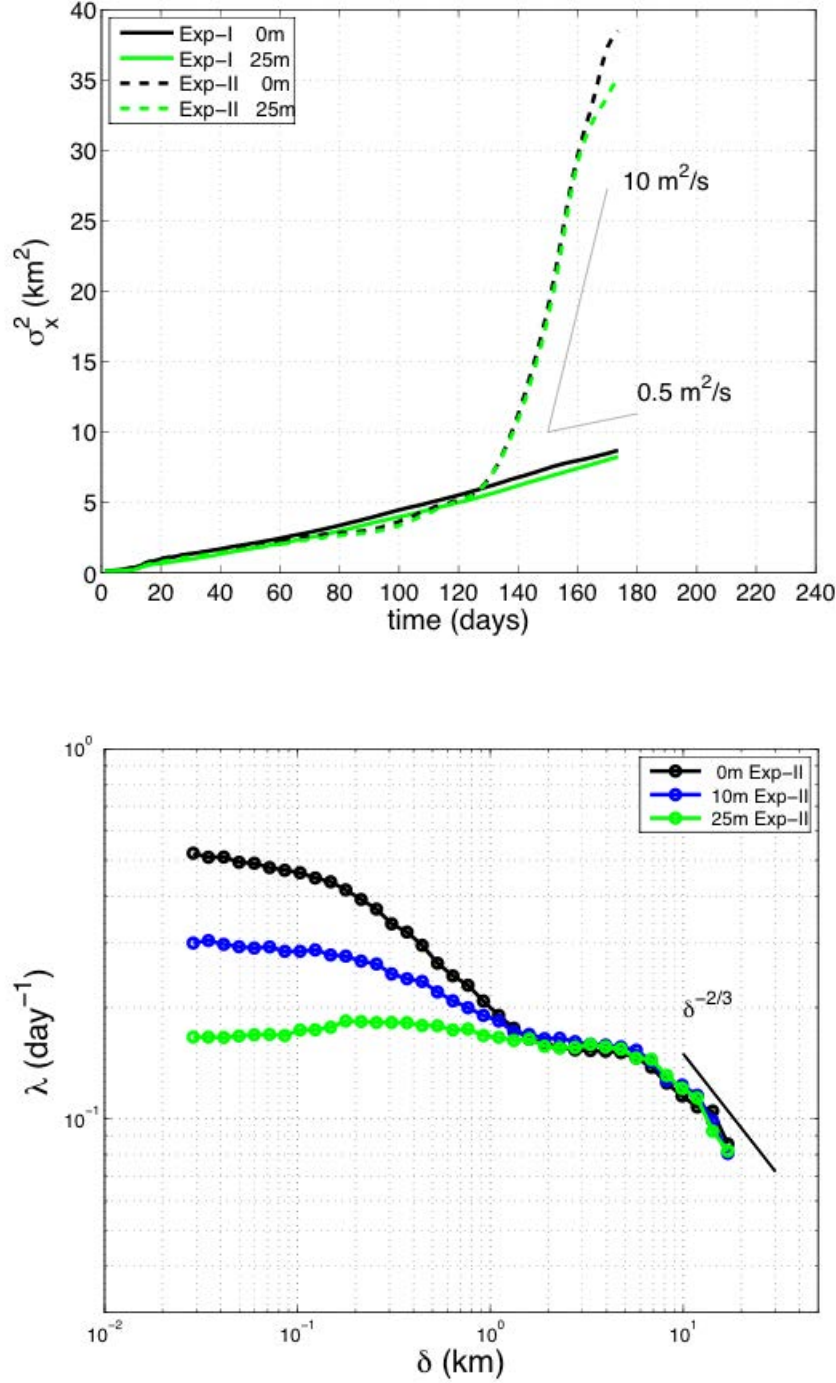 40
35
30
25
20
15
10
5
0
σx² (km²)
Exp-I 0m
Exp-I 25m
Exp-II 0m
Exp-II 25m
10 m²/s
0.5 m²/s
0 20 40 60 80 100 120 140 160 180 200 220 240
time (days)
10⁰
10⁻¹
λ (day⁻¹)
0m Exp-II
10m Exp-II
25m Exp-II
δ⁻²/³
10⁻² 10⁻¹ 10⁰ 10¹
δ (km)